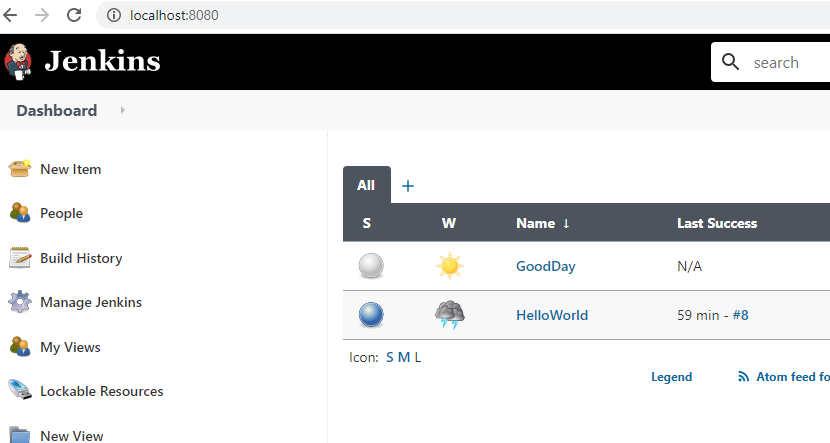 localhost:8080
Jenkins
search
Dashboard
New Item
People
Build History
Manage Jenkins
My Views
Lockable Resources
New View
All +
S W Name ↓ Last Success
GoodDay N/A
HelloWorld 59 min - #8
Icon: S M L
Legend Atom feed fo